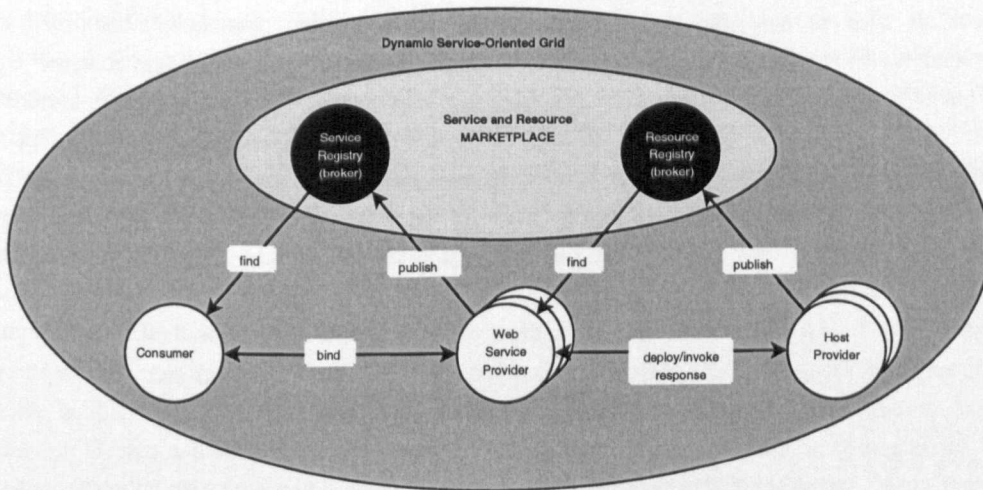 Dynamic Service-Oriented Grid
Service and Resource
MARKETPLACE
Service
Registry
(broker)
Resource
Registry
(broker)
find
publish
find
publish
Consumer
bind
Web
Service
Provider
deploy/invoke
response
Host
Provider